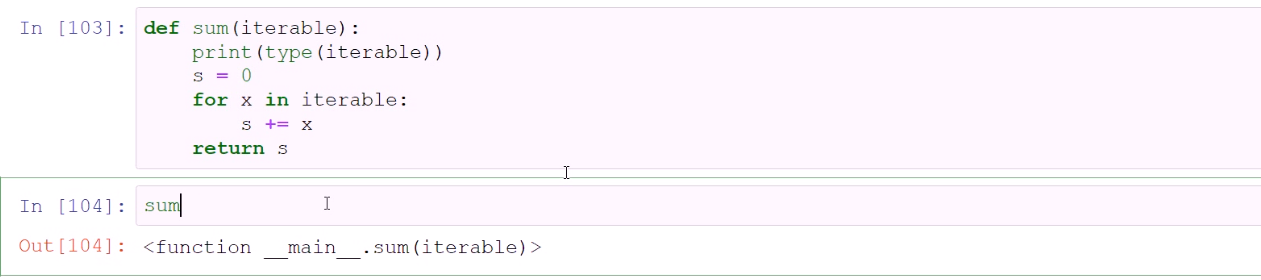 In [103]: def sum(iterable):
    print(type(iterable))
    s = 0
    for x in iterable:
        s += x
    return s
In [104]: sum
Out[104]: <function __main__.sum(iterable)>